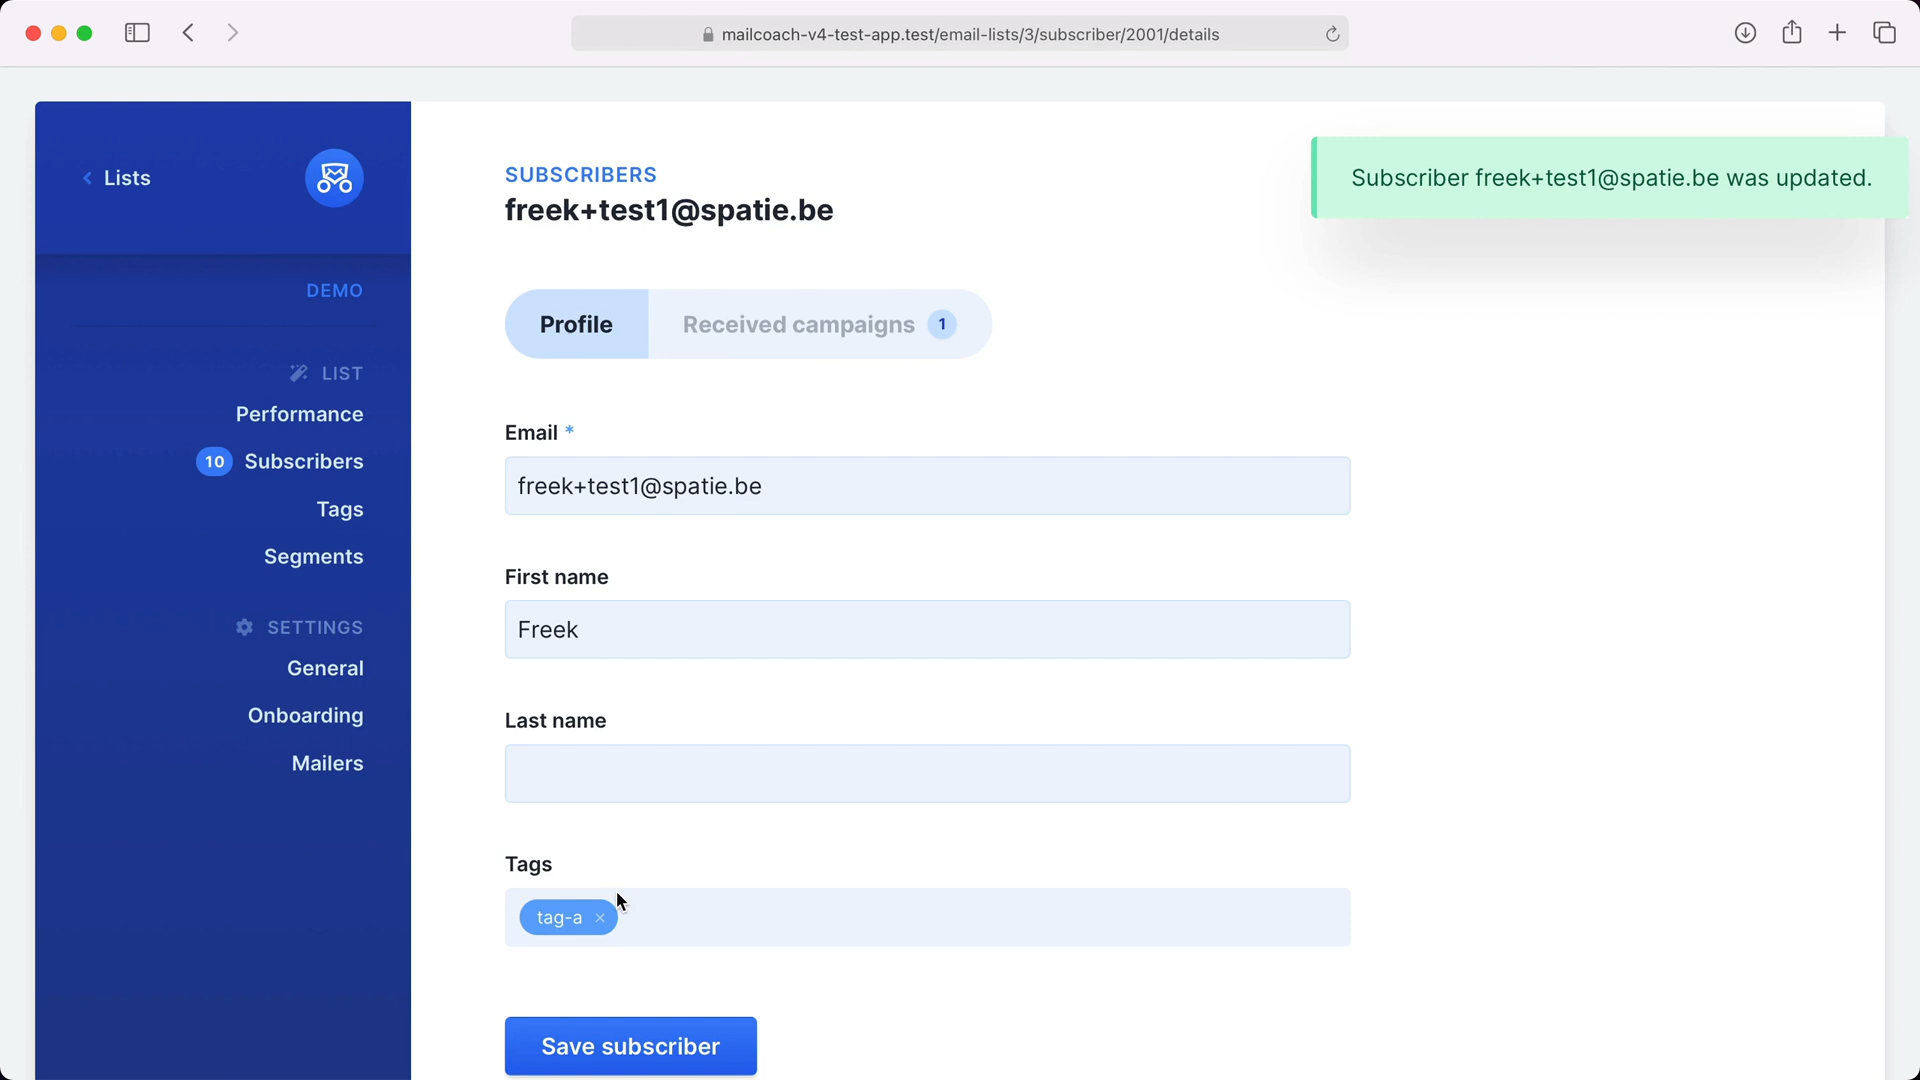 mailcoach-v4-test-app.test/email-lists/3/subscriber/2001/details
Lists
DEMO
LIST
Performance
10 Subscribers
Tags
Segments
SETTINGS
General
Onboarding
Mailers
SUBSCRIBERS
freek+test1@spatie.be
Subscriber freek+test1@spatie.be was updated.
Profile
Received campaigns 1
Email *
freek+test1@spatie.be
First name
Freek
Last name
Tags
tag-a ×
Save subscriber